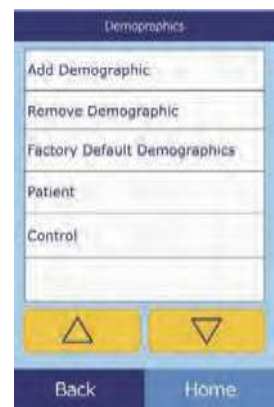 Demographics
Add Demographic
Remove Demographic
Factory Default Demographics
Patient
Control
Back
Home